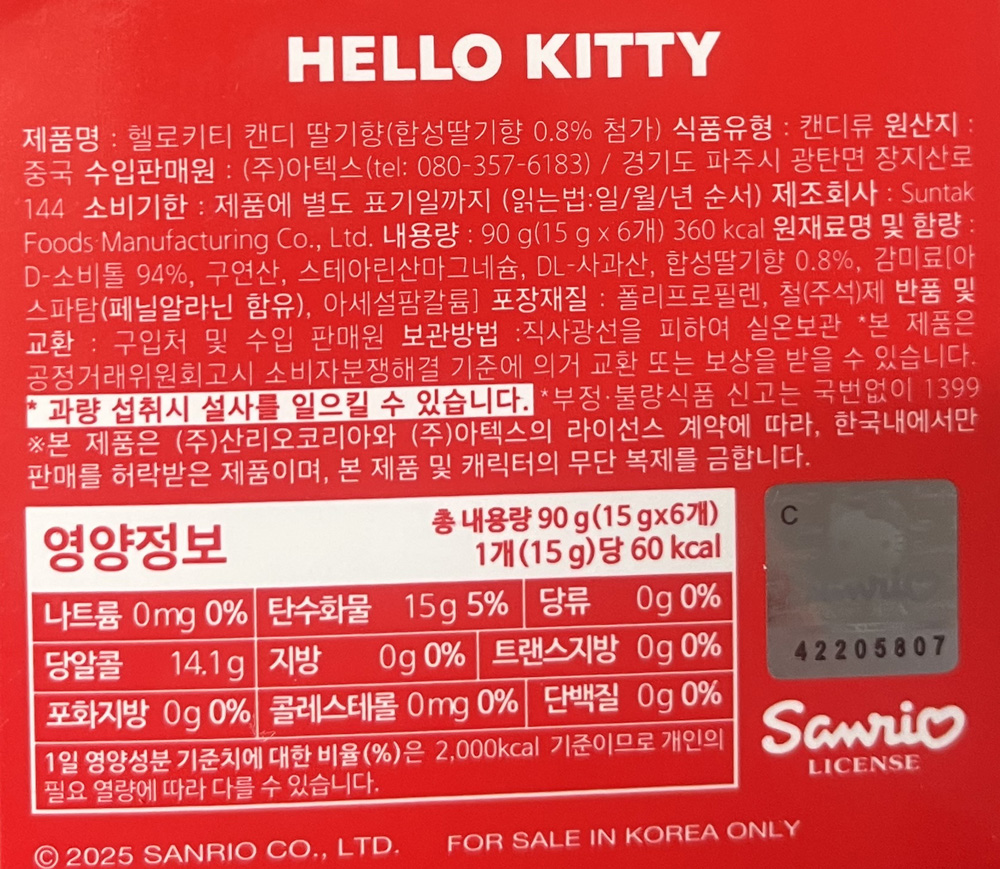 HELLO KITTY
제품명 : 헬로키티 캔디 딸기향(합성딸기향 0.8% 첨가) 식품유형 : 캔디류 원산지 :
중국 수입판매원 : (주)아텍스(tel: 080-357-6183) / 경기도 파주시 광탄면 장지산로
144 소비기한 : 제품에 별도 표기일까지 (읽는법:일/월/년 순서) 제조회사 : Suntak
Foods Manufacturing Co., Ltd. 내용량 : 90 g(15 g x 6개) 360 kcal 원재료명 및 함량 :
D-소비톨 94%, 구연산, 스테아린산마그네슘, DL-사과산, 합성딸기향 0.8%, 감미료[아
스파탐(페닐알라닌 함유), 아세설팜칼륨] 포장재질 : 폴리프로필렌, 철(주석)제 반품 및
교환 : 구입처 및 수입 판매원 보관방법 :직사광선을 피하여 실온보관 *본 제품은
공정거래위원회고시 소비자분쟁해결 기준에 의거 교환 또는 보상을 받을 수 있습니다.
* 과량 섭취시 설사를 일으킬 수 있습니다. *부정·불량식품 신고는 국번없이 1399
※본 제품은 (주)산리오코리아와 (주)아텍스의 라이선스 계약에 따라, 한국내에서만
판매를 허락받은 제품이며, 본 제품 및 캐릭터의 무단 복제를 금합니다.
영양정보
총 내용량 90 g(15 gx6개)
1개(15 g)당 60 kcal
나트륨 0mg 0% 탄수화물 15g 5% 당류 0g 0%
당알콜 14.1g 지방 0g 0% 트랜스지방 0g 0%
포화지방 0g 0% 콜레스테롤 0mg 0% 단백질 0g 0%
1일 영양성분 기준치에 대한 비율(%)은 2,000kcal 기준이므로 개인의
필요 열량에 따라 다를 수 있습니다.
C
42205807
Sanrio
LICENSE
© 2025 SANRIO CO., LTD. FOR SALE IN KOREA ONLY